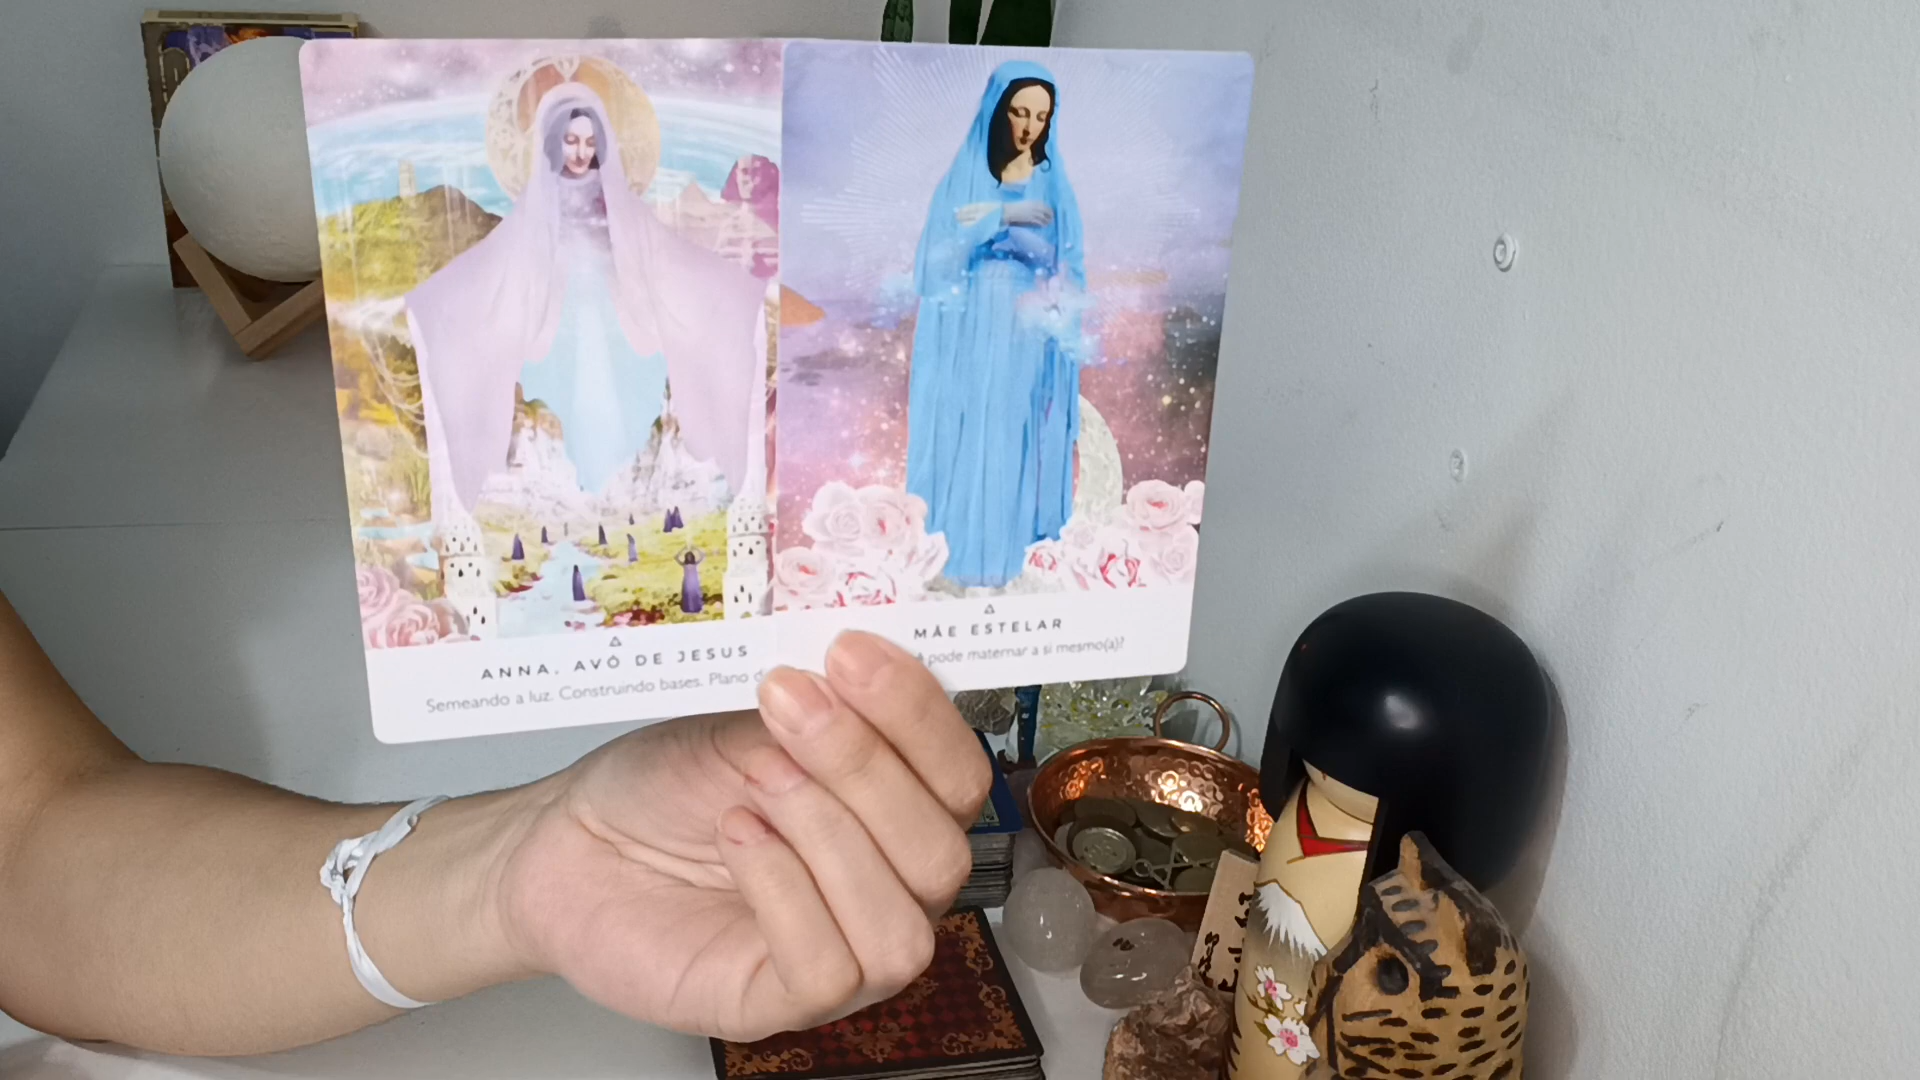 ANNA, AVÓ DE JESUS
Semeando a luz. Construindo bases. Plano d
MÃE ESTELAR
pode maternar a si mesmo(a)?